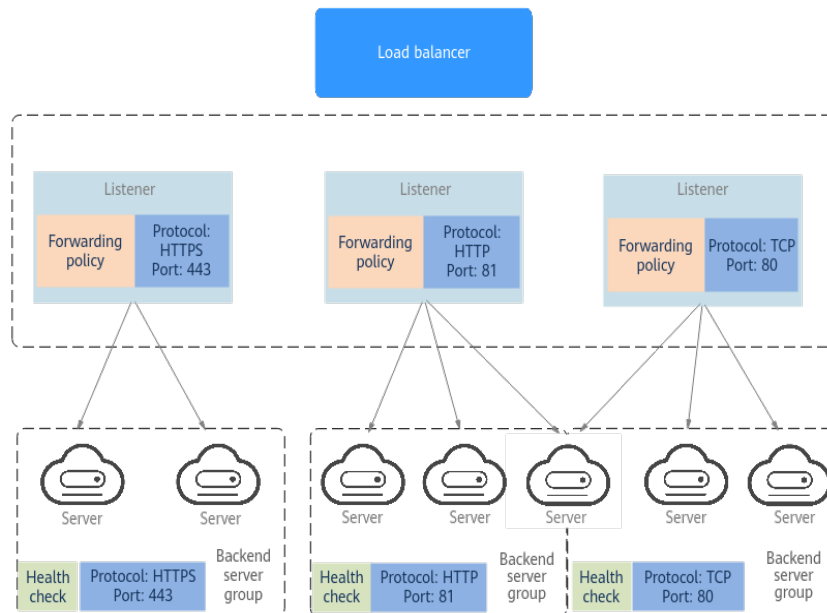 Load balancer
Listener
Forwarding
policy
Protocol:
HTTPS
Port: 443
Listener
Forwarding
policy
Protocol:
HTTP
Port: 81
Listener
Forwarding
policy
Protocol: TCP
Port: 80
Server
Server
Server
Server
Server
Server
Server
Health
check
Protocol: HTTPS
Port: 443
Backend
server
group
Health
check
Protocol: HTTP
Port: 81
Backend
server
group
Health
check
Protocol: TCP
Port: 80
Backend
server
group